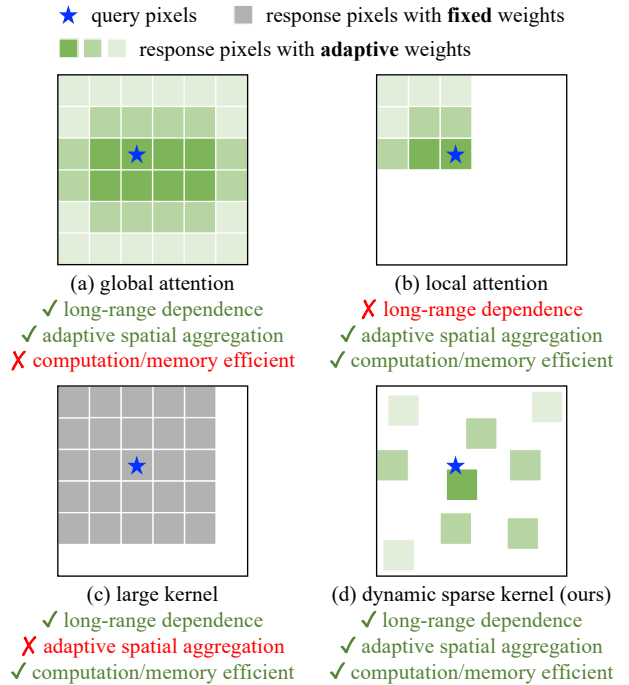 ★ query pixels response pixels with fixed weights
response pixels with adaptive weights
(a) global attention
✓ long-range dependence
✓ adaptive spatial aggregation
✗ computation/memory efficient
(b) local attention
✗ long-range dependence
✓ adaptive spatial aggregation
✓ computation/memory efficient
(c) large kernel
✓ long-range dependence
✗ adaptive spatial aggregation
✓ computation/memory efficient
(d) dynamic sparse kernel (ours)
✓ long-range dependence
✓ adaptive spatial aggregation
✓ computation/memory efficient